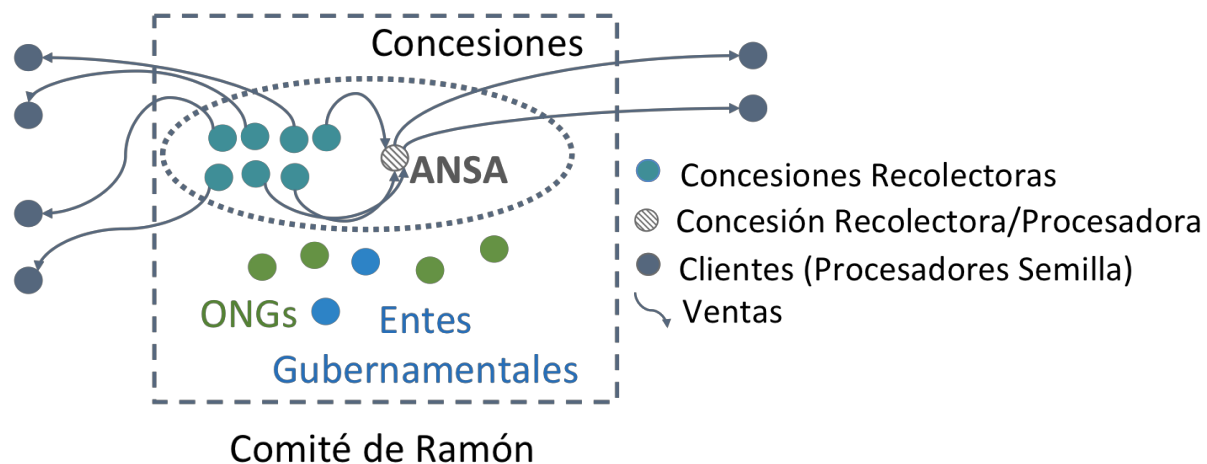 Concesiones
ANSA
ONGs
Entes
Gubernamentales
Comité de Ramón
Concesiones Recolectoras
Concesión Recolectora/Procesadora
Clientes (Procesadores Semilla)
Ventas